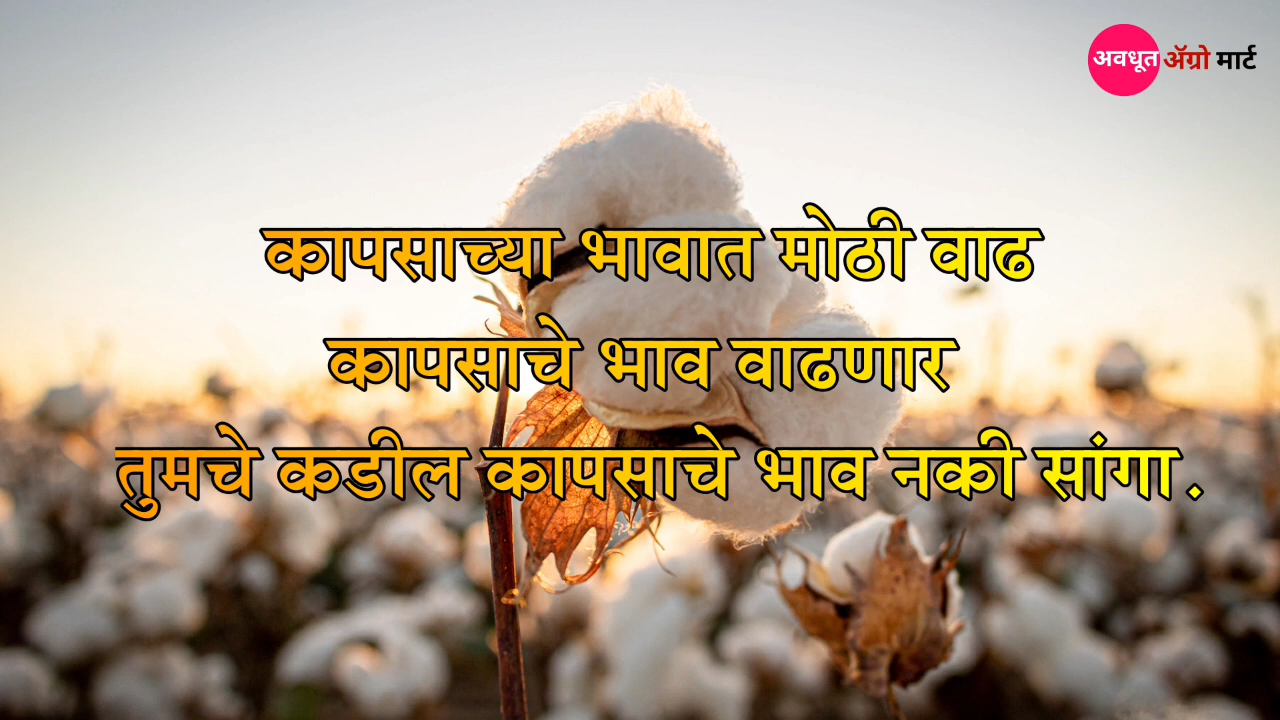 अवधूत ॲग्रो मार्ट
कापसाच्या भावात मोठी वाढ
कापसाचे भाव वाढणार
तुमचे कडील कापसाचे भाव नकी सांगा.